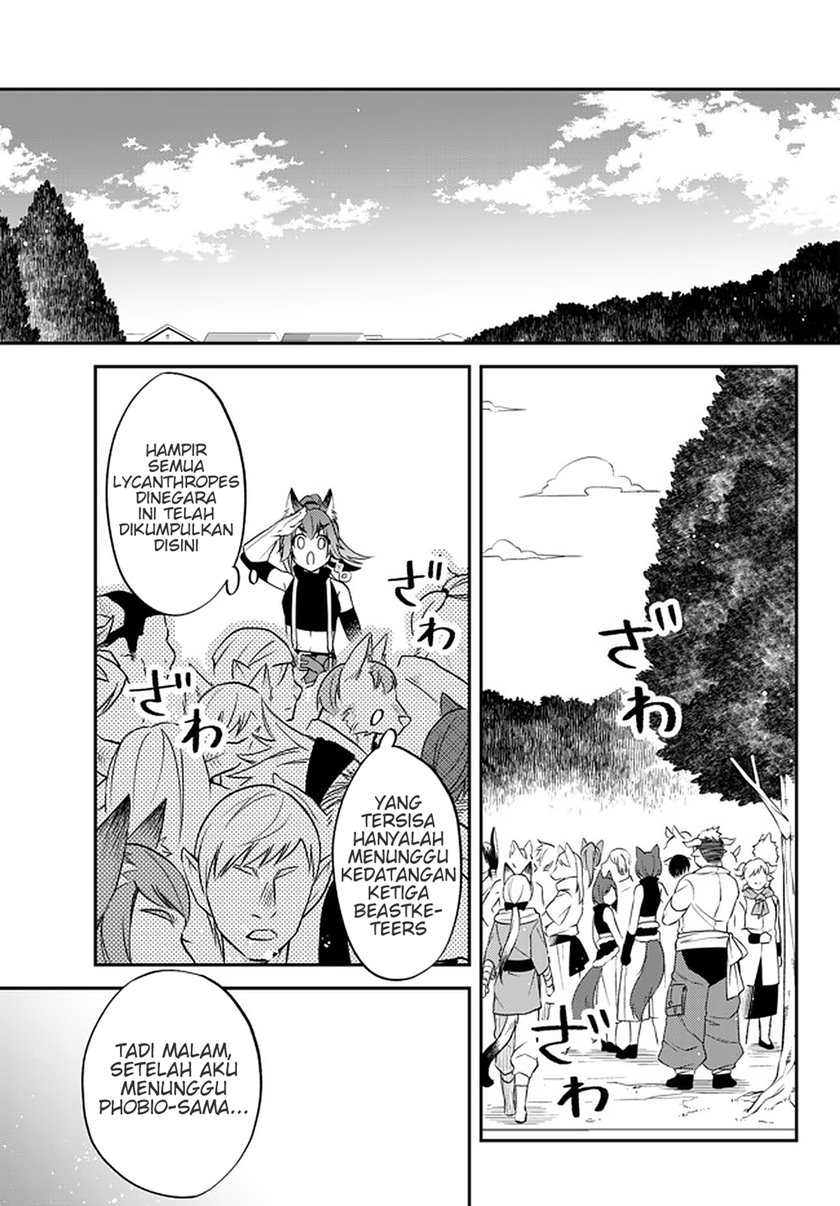 ざわ
ざわ
HAMPIR
SEMUA
LYCANTHROPES
DINEGARA
INI TELAH
DIKUMPULKAN
DISINI
ざわ
ざわ
YANG
TERSISA
HANYALAH
MENUNGGU
KEDATANGAN
KETIGA
BEASTKE-
TEERS
TADI MALAM,
SETELAH AKU
MENUNGGU
PHOBIO-SAMA...